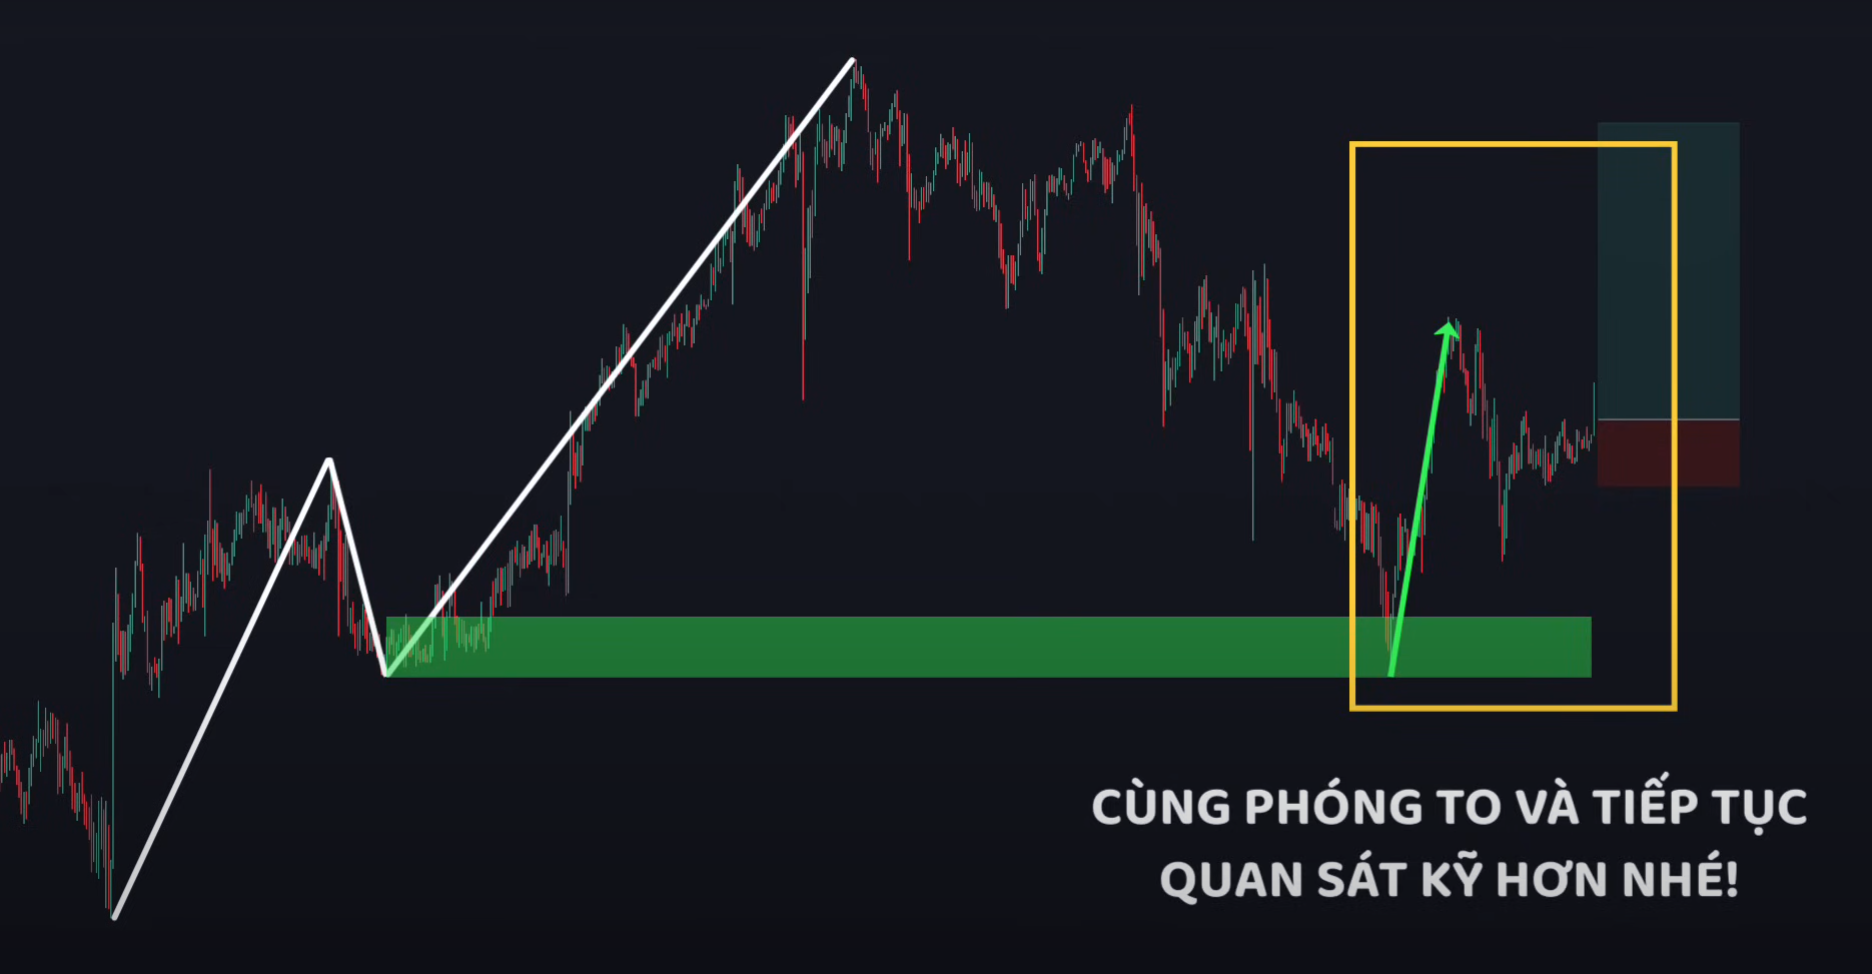 CÙNG PHÓNG TO VÀ TIẾP TỤC
QUAN SÁT KỸ HƠN NHÉ!